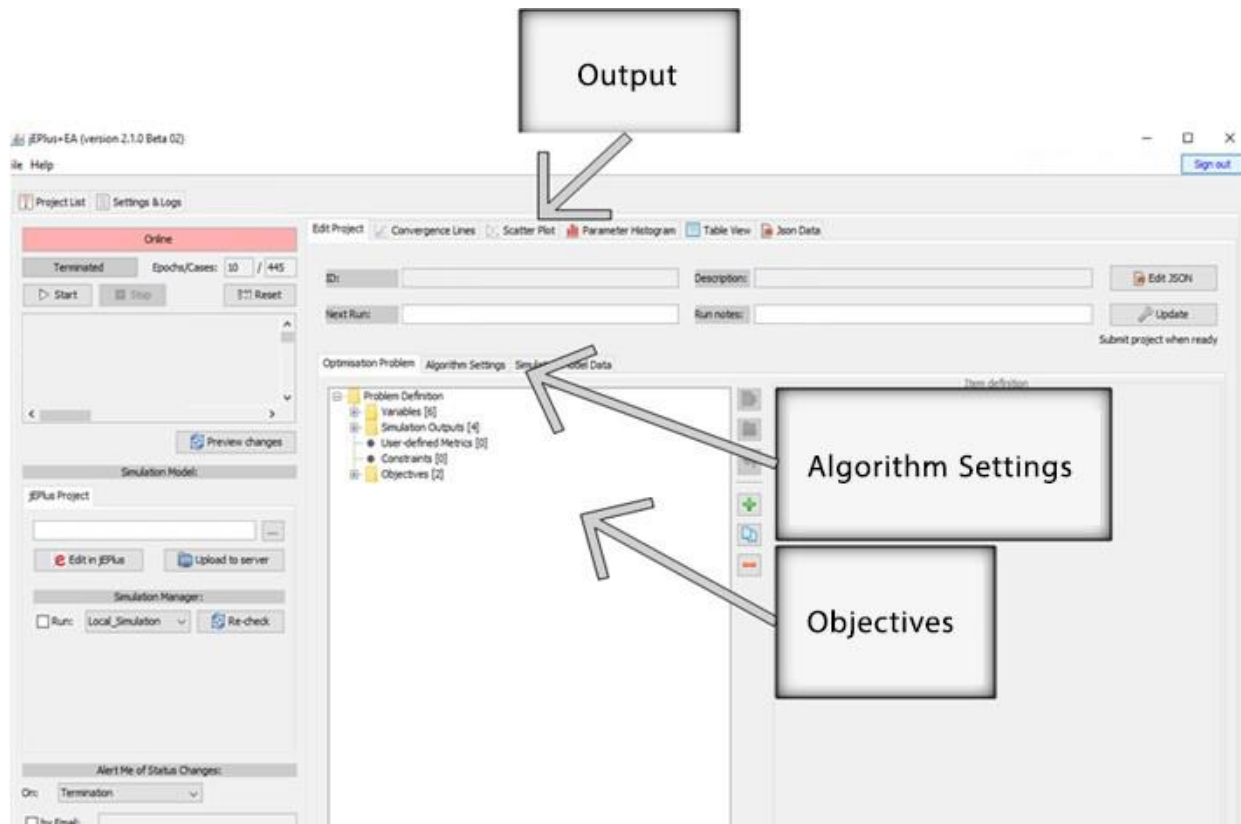 Output
jEPlus+EA (version 2.1.0 Beta 02)
ile Help
Sign out
Project List Settings & Logs
Online
Edit Project Convergence Lines Scatter Plot Parameter Histogram Table View Json Data
Terminated Epochs/Cases: 10 / 445
ID: Description: Edit JSON
Start Stop Reset
Next Run: Run notes: Update
Submit project when ready
Optimisation Problem Algorithm Settings Model Data
Item definition
Problem Definition
Variables [6]
Simulation Outputs [4]
User-defined Metrics [0]
Constraints [0]
Objectives [2]
Preview changes
Simulation Model:
jEPlus Project
...
Edit in jEPlus Upload to server
Simulation Manager:
Run: Local_Simulation Re-check
Algorithm Settings
Objectives
Alert Me of Status Changes:
On: Termination
by Email: